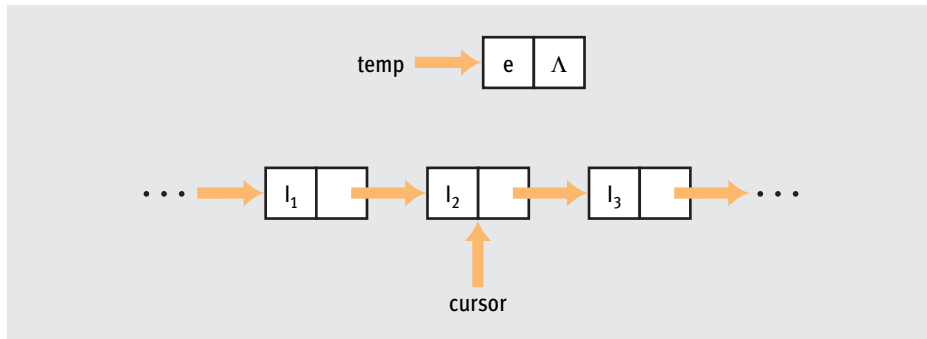 temp e Λ
... I₁ I₂ I₃ ...
cursor